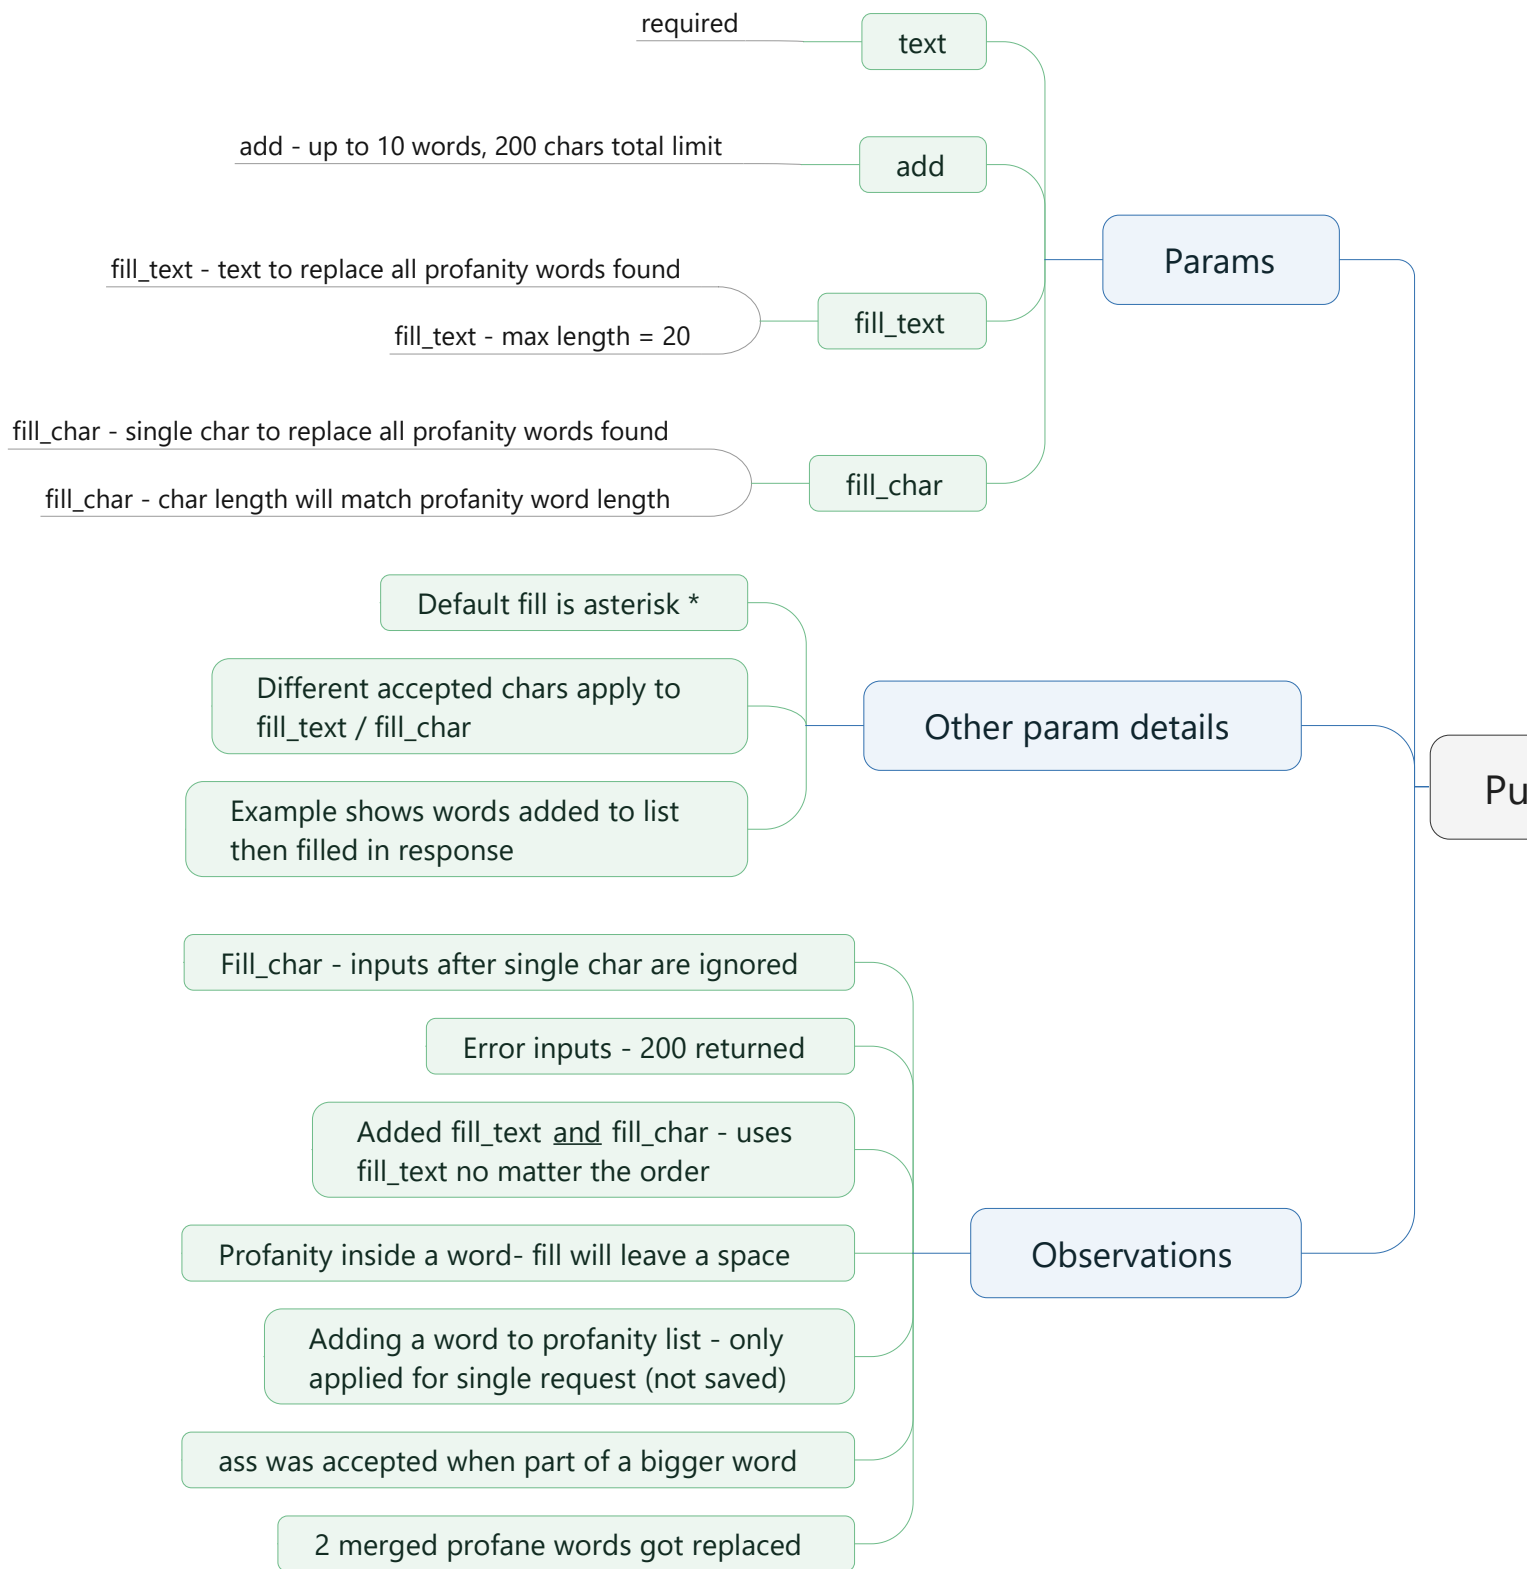 required
text
add - up to 10 words, 200 chars total limit
add
fill_text - text to replace all profanity words found
fill_text - max length = 20
fill_text
fill_char - single char to replace all profanity words found
fill_char - char length will match profanity word length
fill_char
Params
Default fill is asterisk *
Different accepted chars apply to
fill_text / fill_char
Example shows words added to list
then filled in response
Other param details
Pu
Fill_char - inputs after single char are ignored
Error inputs - 200 returned
Added fill_text and fill_char - uses
fill_text no matter the order
Profanity inside a word- fill will leave a space
Adding a word to profanity list - only
applied for single request (not saved)
ass was accepted when part of a bigger word
2 merged profane words got replaced
Observations